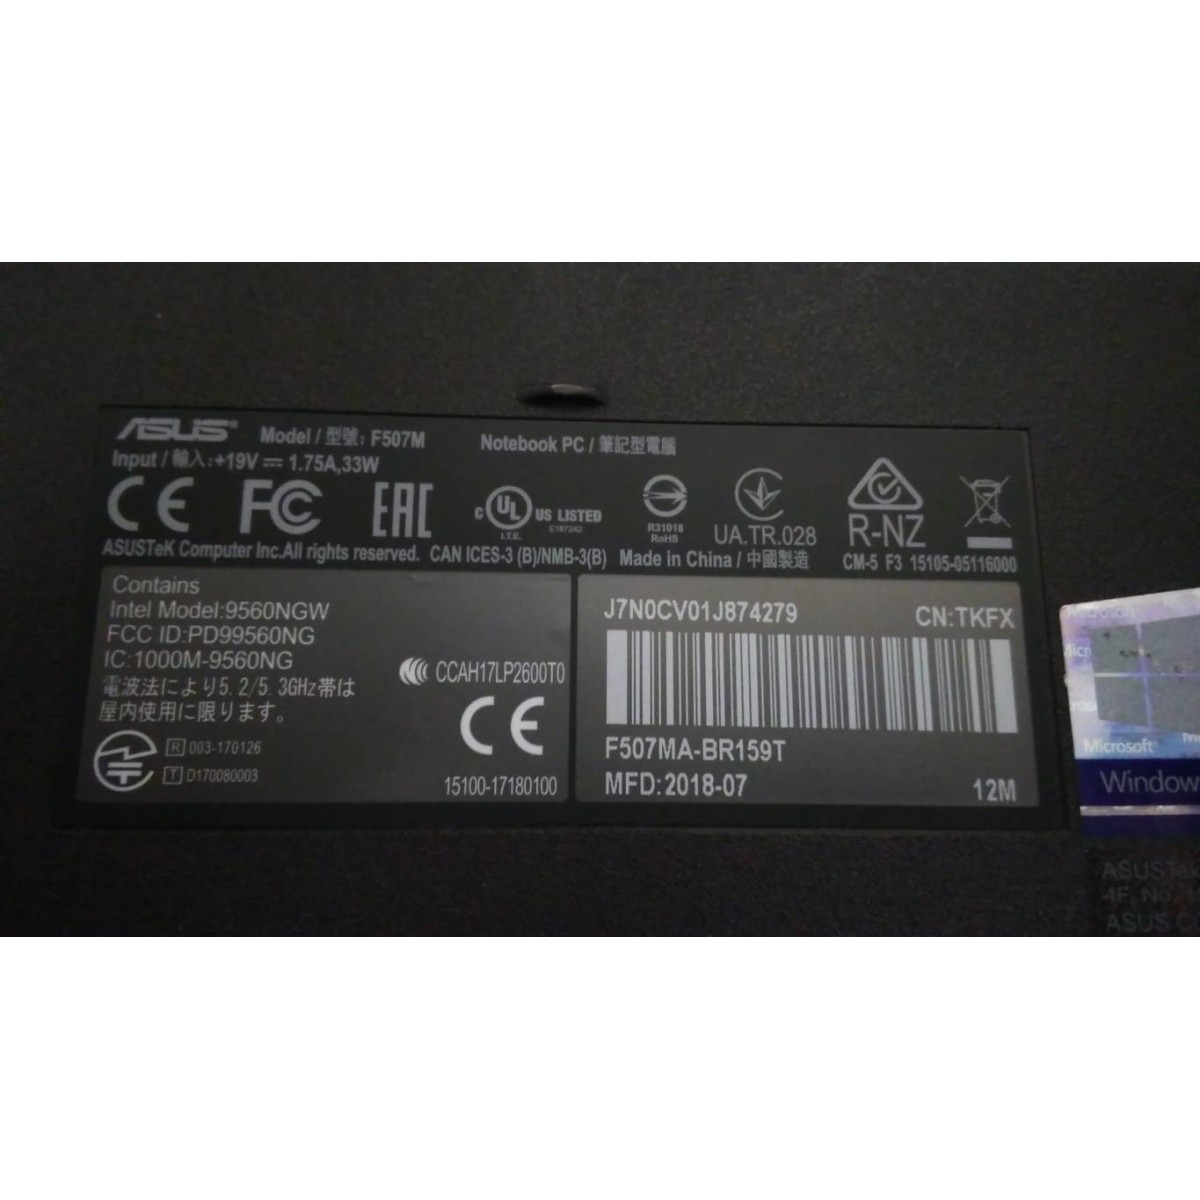 ASUS® Model / 型號: F507M Notebook PC / 筆記型電腦
Input / 輸入:+19V⎓ 1.75A,33W
CE FC EAC C UL US LISTED
I.T.E. E187242
R31018
RoHS
UA.TR.028
R-NZ
ASUSTeK Computer Inc.All rights reserved. CAN ICES-3 (B)/NMB-3(B) Made in China / 中國製造 CM-5 F3 15105-05116000
Contains
Intel Model:9560NGW
FCC ID:PD99560NG
IC:1000M-9560NG
電波法により5.2/5.3GHz帯は
屋内使用に限ります。
CCAH17LP2600T0
CE
R 003-170126
T D170080003
15100-17180100
J7N0CV01J874279 CN:TKFX
F507MA-BR159T
MFD:2018-07 12M
Microsoft
Window
ASUSTek
4F, No.
ASUS C